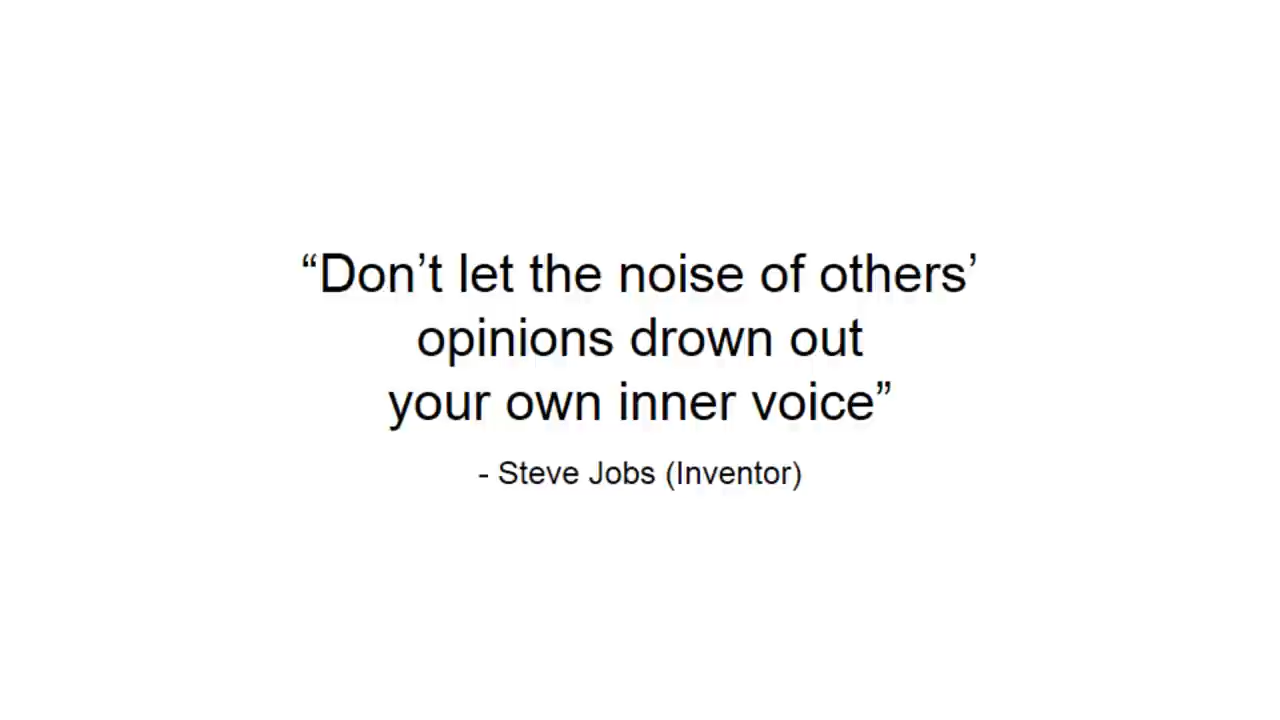 “Don’t let the noise of others’
opinions drown out
your own inner voice”
- Steve Jobs (Inventor)